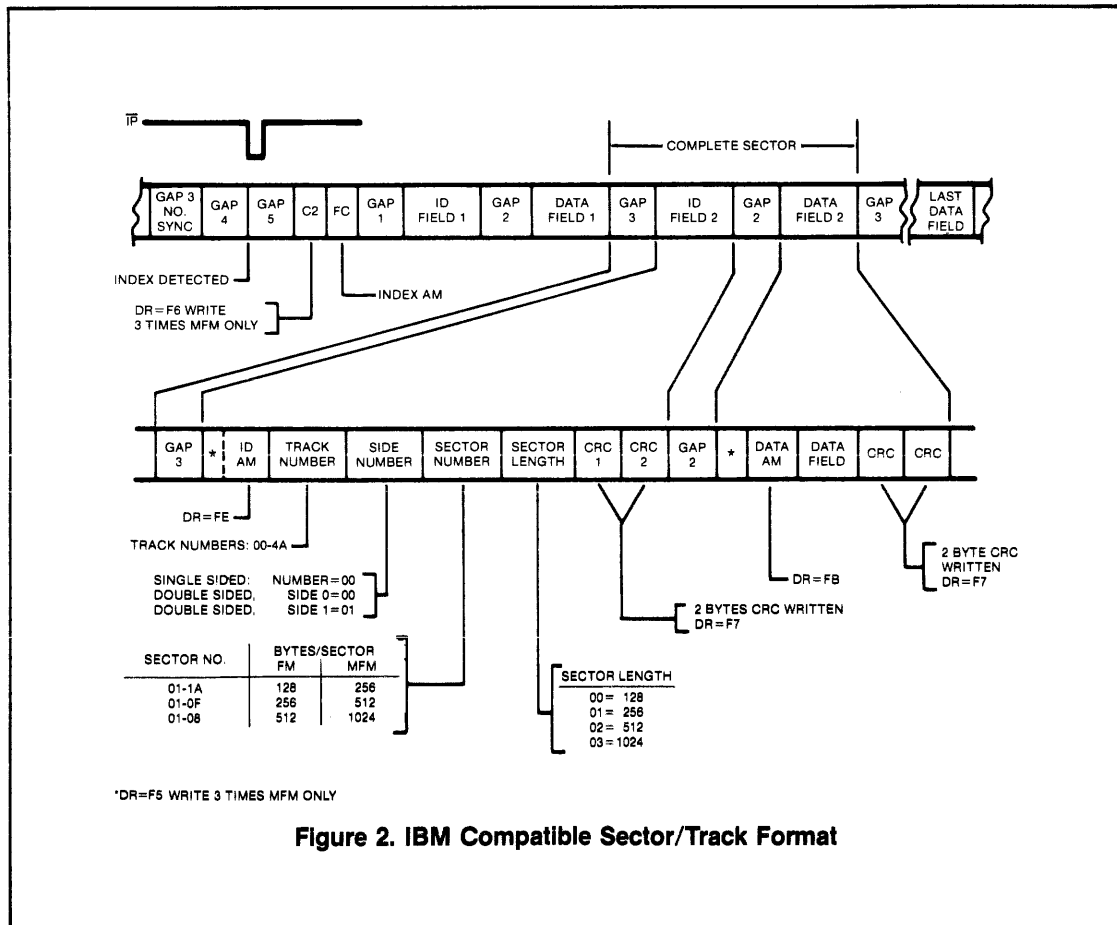 IP
COMPLETE SECTOR
GAP 3 NO. SYNC
GAP 4
GAP 5
C2
FC
GAP 1
ID FIELD 1
GAP 2
DATA FIELD 1
GAP 3
ID FIELD 2
GAP 2
DATA FIELD 2
GAP 3
LAST DATA FIELD
INDEX DETECTED
INDEX AM
DR=F6 WRITE
3 TIMES MFM ONLY
GAP 3
*
ID AM
TRACK NUMBER
SIDE NUMBER
SECTOR NUMBER
SECTOR LENGTH
CRC 1
CRC 2
GAP 2
*
DATA AM
DATA FIELD
CRC
CRC
DR=FE
TRACK NUMBERS: 00-4A
SINGLE SIDED: NUMBER=00
DOUBLE SIDED, SIDE 0=00
DOUBLE SIDED, SIDE 1=01
DR=FB
2 BYTE CRC
WRITTEN
DR=F7
2 BYTES CRC WRITTEN
DR=F7
SECTOR NO. BYTES/SECTOR
FM MFM
01-1A 128 256
01-0F 256 512
01-08 512 1024
SECTOR LENGTH
00= 128
01= 256
02= 512
03=1024
*DR=F5 WRITE 3 TIMES MFM ONLY
Figure 2. IBM Compatible Sector/Track Format